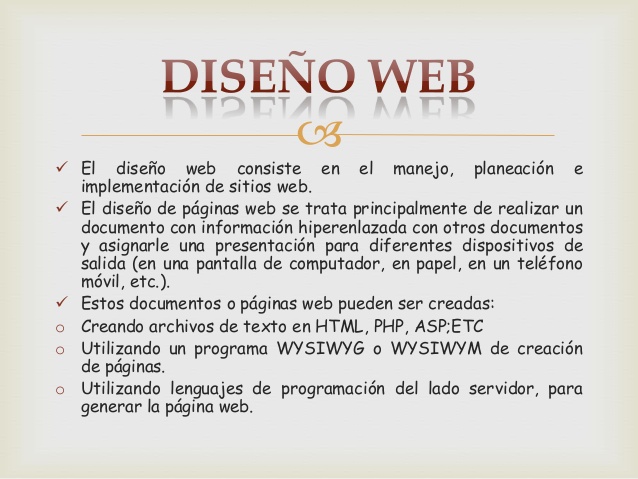 DISEÑO WEB
✓ El diseño web consiste en el manejo, planeación e
implementación de sitios web.
✓ El diseño de páginas web se trata principalmente de realizar un
documento con información hiperenlazada con otros documentos
y asignarle una presentación para diferentes dispositivos de
salida (en una pantalla de computador, en papel, en un teléfono
móvil, etc.).
✓ Estos documentos o páginas web pueden ser creadas:
o Creando archivos de texto en HTML, PHP, ASP;ETC
o Utilizando un programa WYSIWYG o WYSIWYM de creación
de páginas.
o Utilizando lenguajes de programación del lado servidor, para
generar la página web.